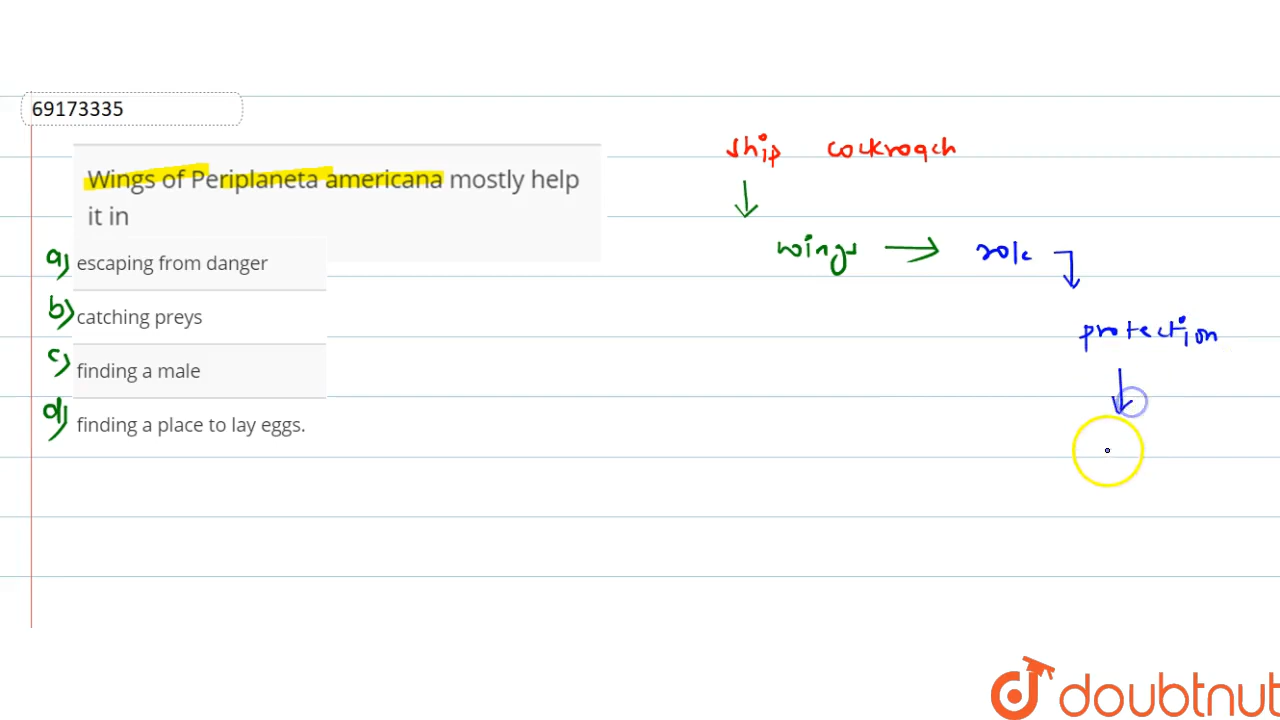 69173335
Wings of Periplaneta americana mostly help
it in
a) escaping from danger
b) catching preys
c) finding a male
d) finding a place to lay eggs.
ship cockroach
wings → role
protection
doubtnut